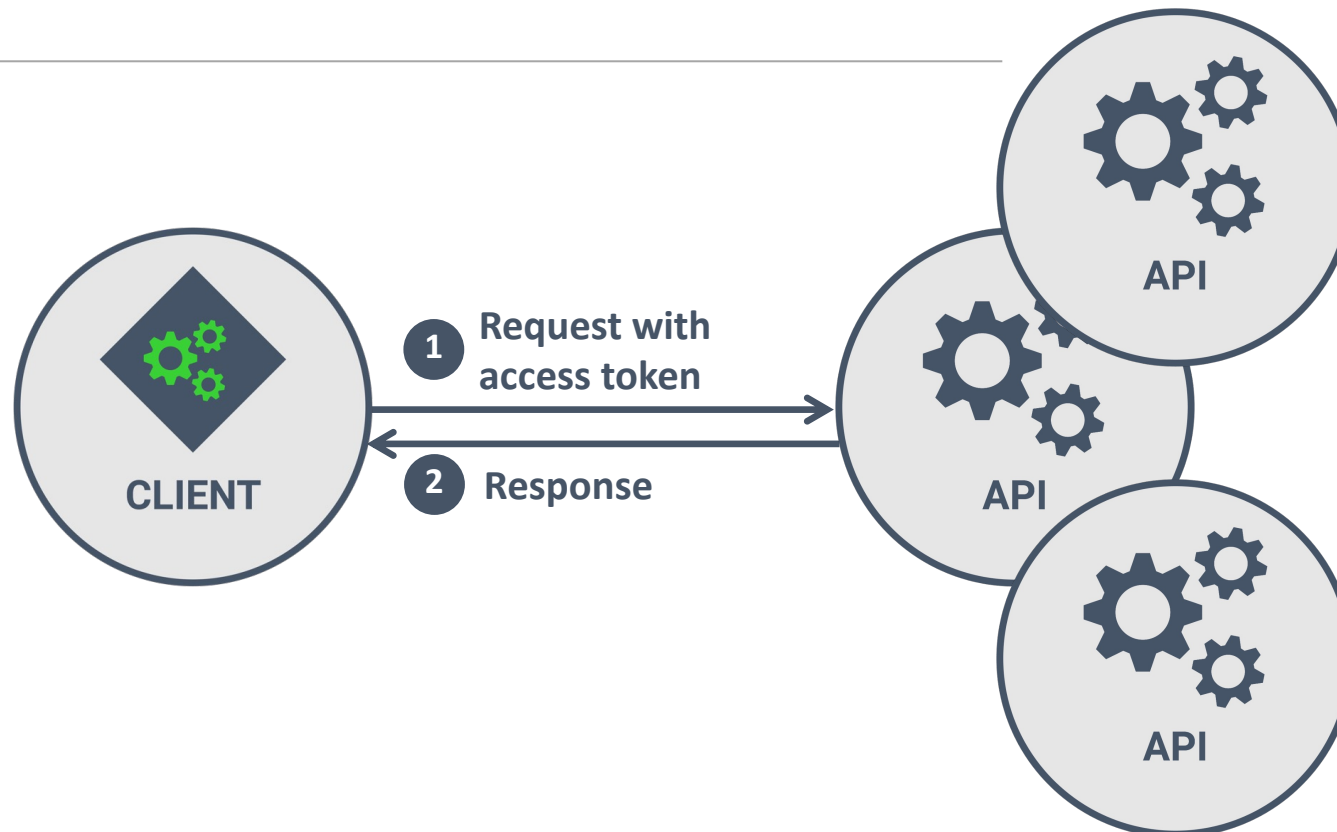 API
1 Request with
access token
CLIENT
2 Response
API
API